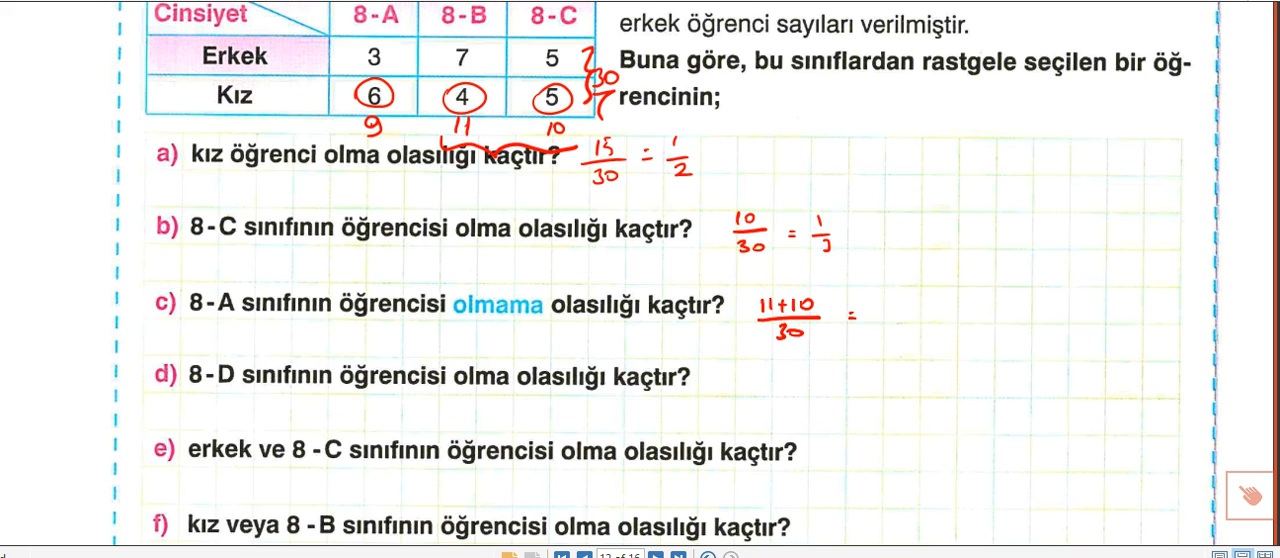 Cinsiyet 8-A 8-B 8-C
erkek öğrenci sayıları verilmiştir.
Erkek 3 7 5
Buna göre, bu sınıflardan rastgele seçilen bir öğ-
30
Kız 6 4 5
rencinin;
9 11 10
a) kız öğrenci olma olasılığı kaçtır? 15/30 = 1/2
b) 8-C sınıfının öğrencisi olma olasılığı kaçtır? 10/30 = 1/3
c) 8-A sınıfının öğrencisi olmama olasılığı kaçtır? 11+10/30 =
d) 8-D sınıfının öğrencisi olma olasılığı kaçtır?
e) erkek ve 8-C sınıfının öğrencisi olma olasılığı kaçtır?
f) kız veya 8-B sınıfının öğrencisi olma olasılığı kaçtır?